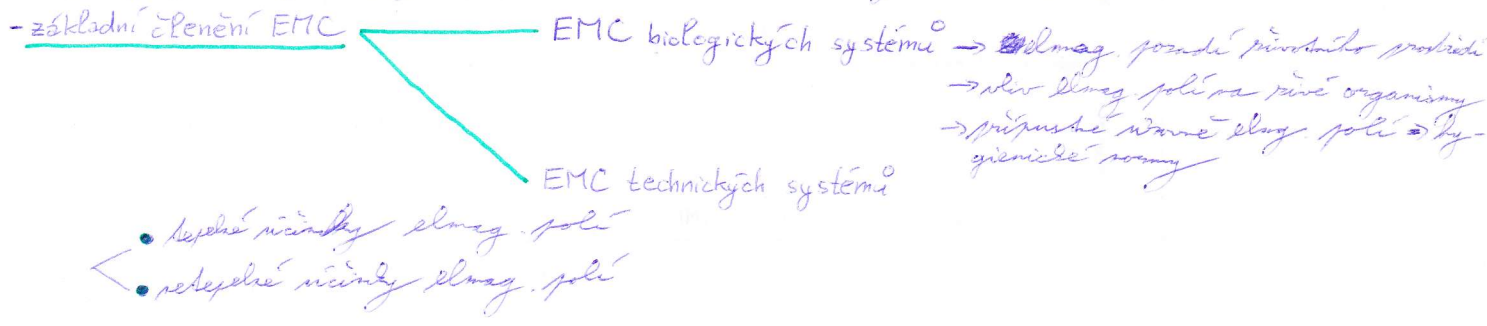 - základní členění EMC
EMC biologických systémů
→ elmag. pozadí životního prostředí
→ vliv elmag. polí na živé organismy
→ přípustné úrovně elmag. polí ⇒ hy-
gienické normy
EMC technických systémů
• tepelné účinky elmag. polí
• netepelné účinky elmag. polí